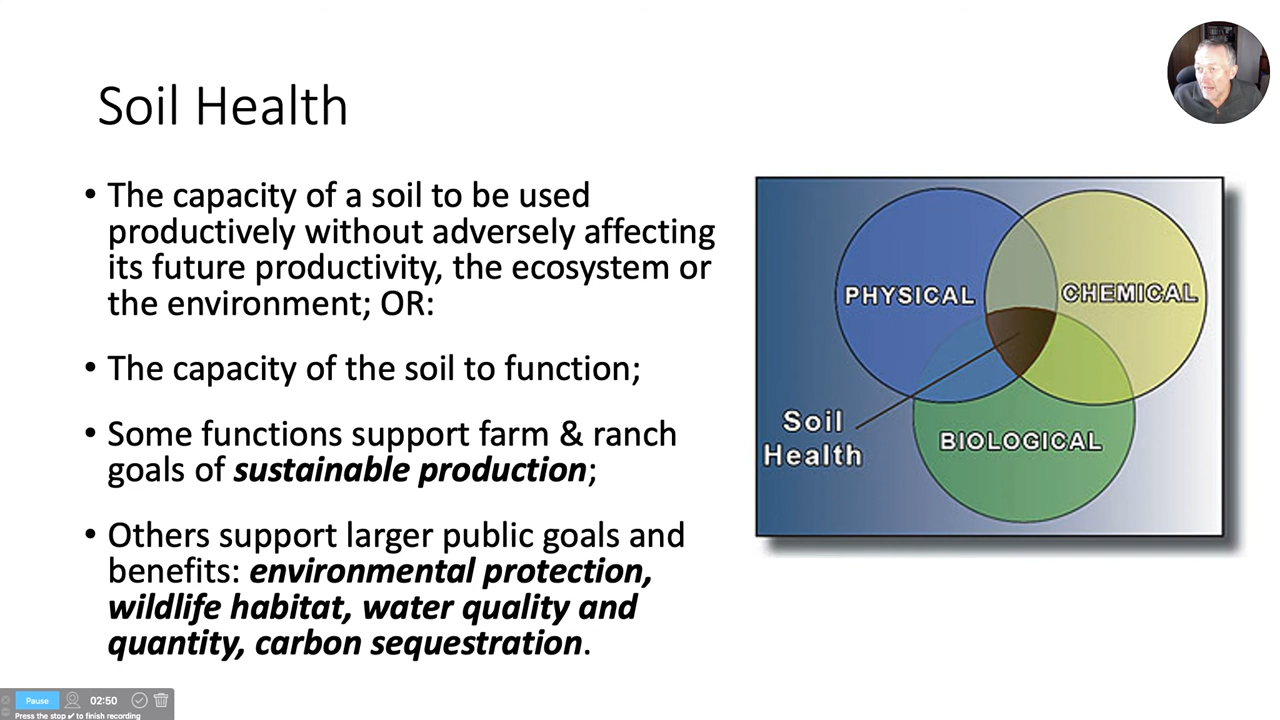 Soil Health
• The capacity of a soil to be used
productively without adversely affecting
its future productivity, the ecosystem or
the environment; OR:
• The capacity of the soil to function;
• Some functions support farm & ranch
goals of sustainable production;
• Others support larger public goals and
benefits: environmental protection,
wildlife habitat, water quality and
quantity, carbon sequestration.
PHYSICAL
CHEMICAL
Soil
Health
BIOLOGICAL
Pause
02:50
Press the stop ✔ to finish recording